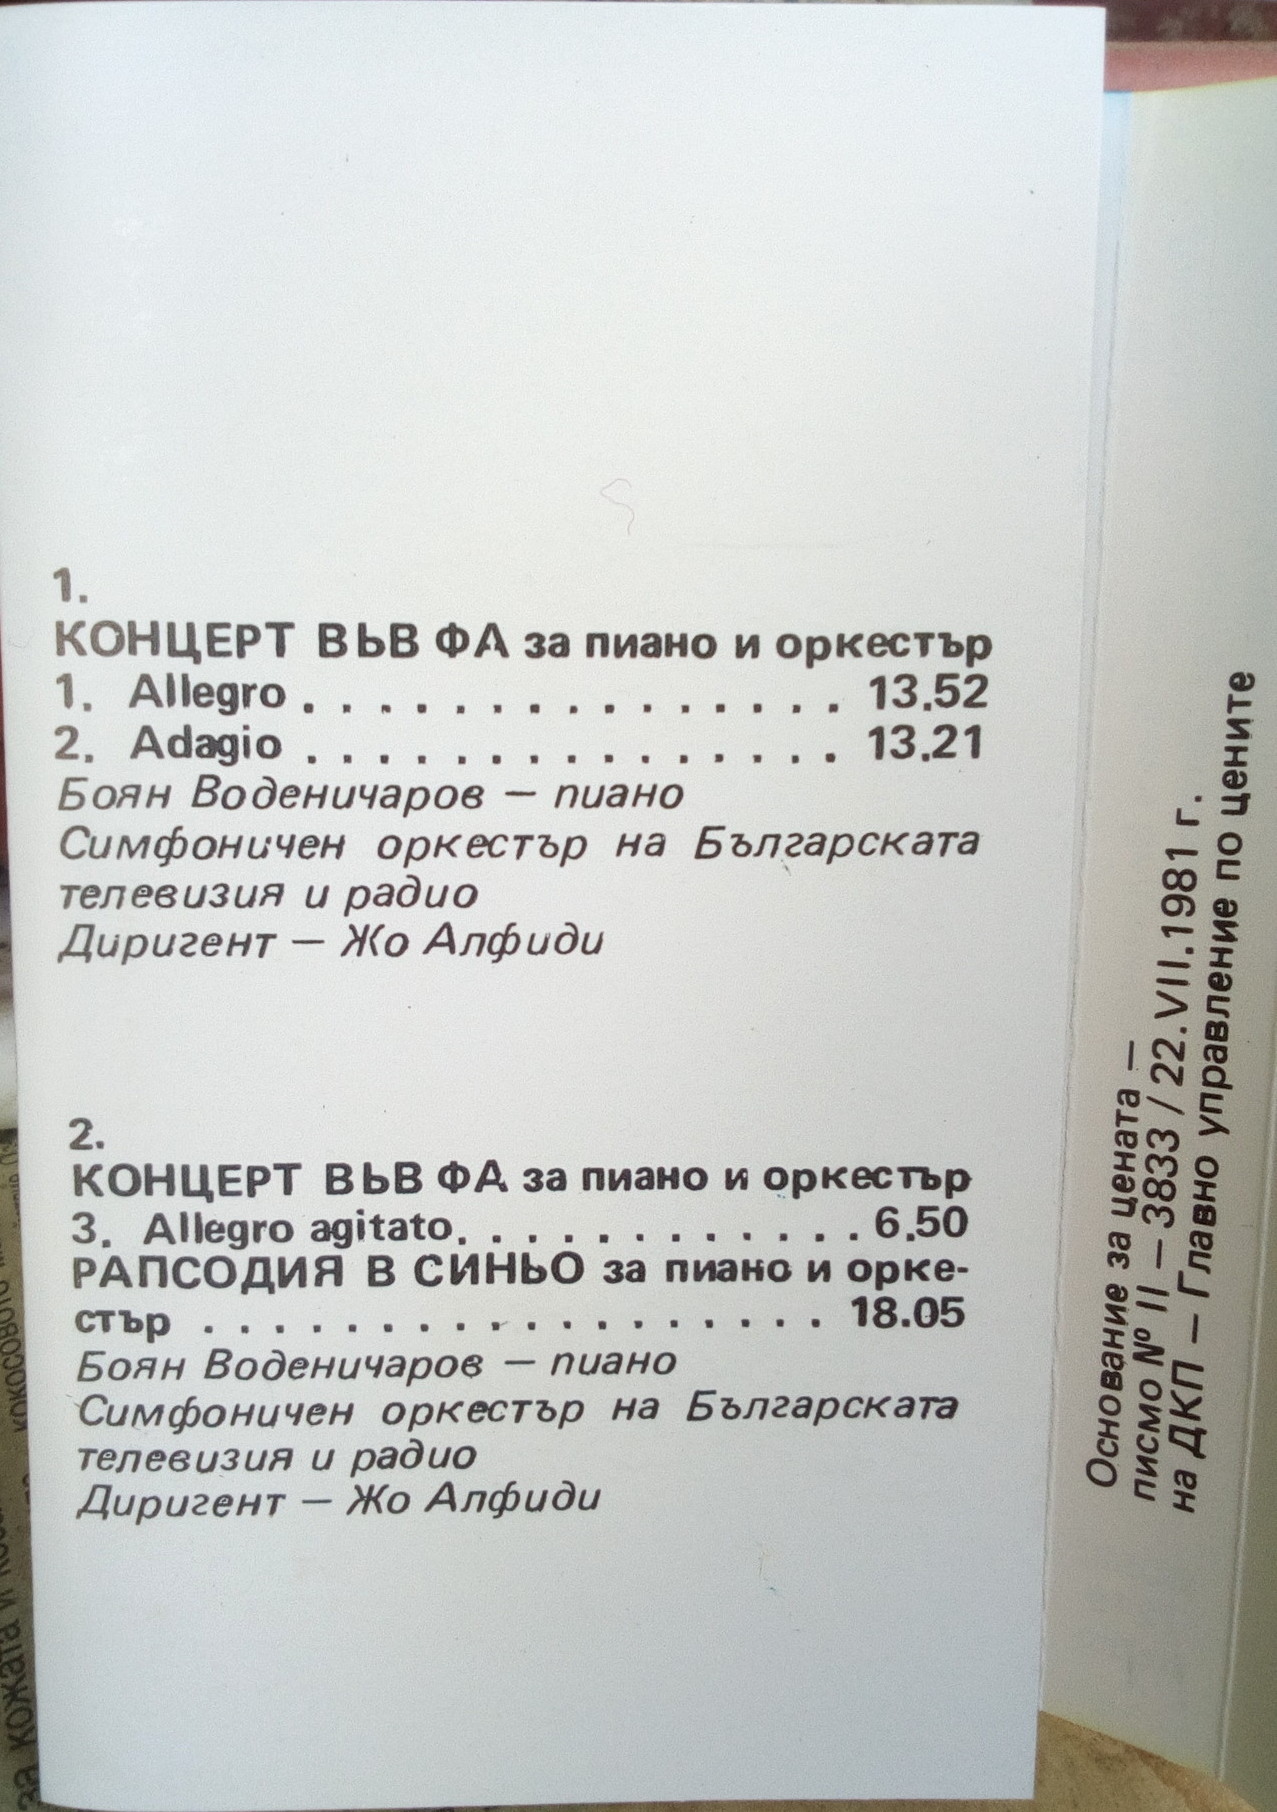 1.
КОНЦЕРТ ВЪВ ФА за пиано и оркестър
1. Allegro . . . . . . . . . . . . . . . 13.52
2. Adagio . . . . . . . . . . . . . . . 13.21
Боян Воденичаров — пиано
Симфоничен оркестър на Българската
телевизия и радио
Диригент — Жо Алфиди
2.
КОНЦЕРТ ВЪВ ФА за пиано и оркестър
3. Allegro agitato. . . . . . . . . . . . 6.50
РАПСОДИЯ В СИНЬО за пиано и орке-
стър . . . . . . . . . . . . . . . . . . 18.05
Боян Воденичаров — пиано
Симфоничен оркестър на Българската
телевизия и радио
Диригент — Жо Алфиди
Основание за цената —
писмо № II — 3833 / 22.VII.1981 г.
на ДКП — Главно управление по цените
за кожата и
кокосово